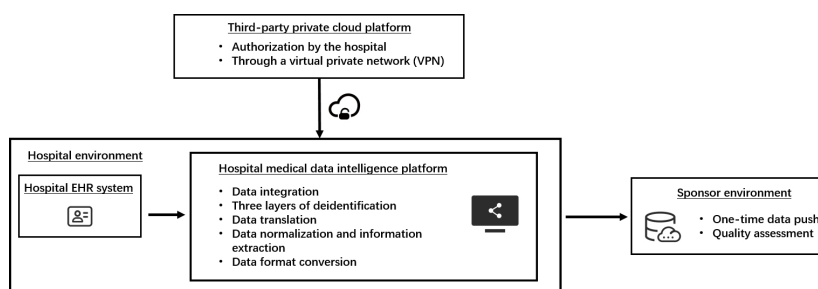 Third-party private cloud platform
• Authorization by the hospital
• Through a virtual private network (VPN)
Hospital environment
Hospital EHR system
Hospital medical data intelligence platform
• Data integration
• Three layers of deidentification
• Data translation
• Data normalization and information
extraction
• Data format conversion
Sponsor environment
• One-time data push
• Quality assessment